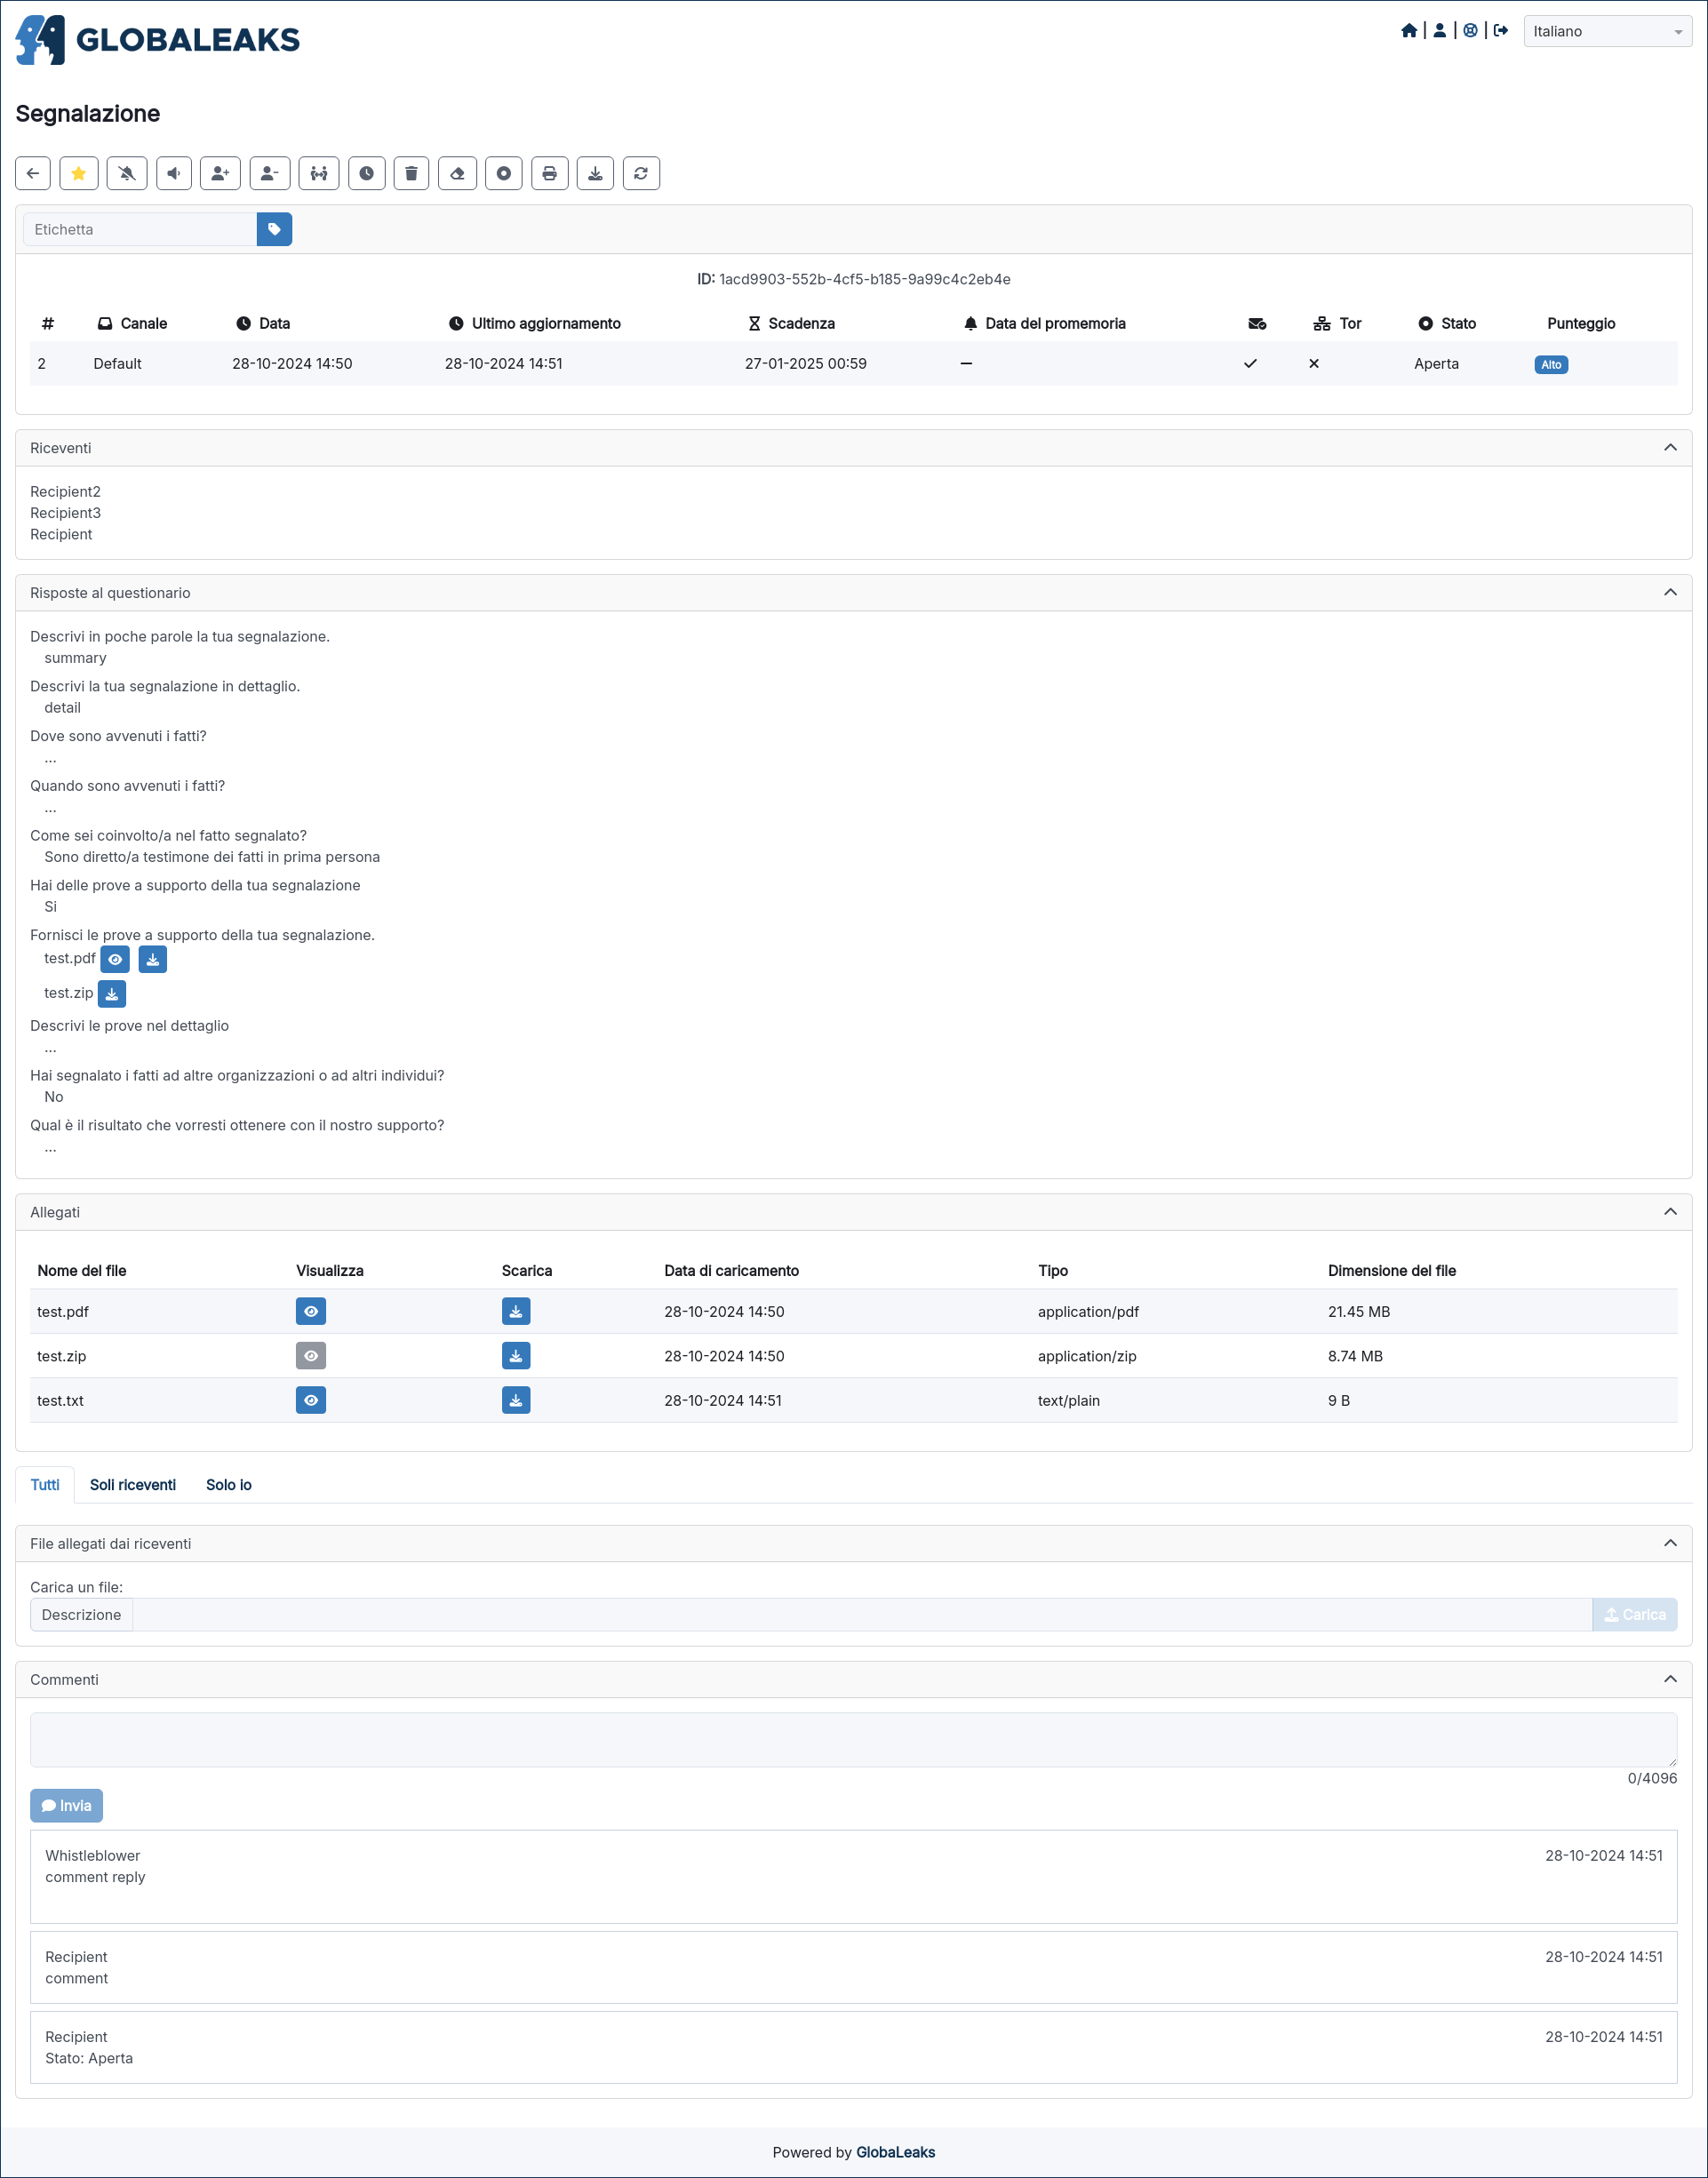 GLOBALEAKS
Italiano
Segnalazione
Etichetta
ID: 1acd9903-552b-4cf5-b185-9a99c4c2eb4e
# Canale Data Ultimo aggiornamento Scadenza Data del promemoria Tor Stato Punteggio
2 Default 28-10-2024 14:50 28-10-2024 14:51 27-01-2025 00:59 Aperta Alto
Riceventi
Recipient2
Recipient3
Recipient
Risposte al questionario
Descrivi in poche parole la tua segnalazione.
summary
Descrivi la tua segnalazione in dettaglio.
detail
Dove sono avvenuti i fatti?
...
Quando sono avvenuti i fatti?
...
Come sei coinvolto/a nel fatto segnalato?
Sono diretto/a testimone dei fatti in prima persona
Hai delle prove a supporto della tua segnalazione
Si
Fornisci le prove a supporto della tua segnalazione.
test.pdf
test.zip
Descrivi le prove nel dettaglio
...
Hai segnalato i fatti ad altre organizzazioni o ad altri individui?
No
Qual è il risultato che vorresti ottenere con il nostro supporto?
...
Allegati
Nome del file Visualizza Scarica Data di caricamento Tipo Dimensione del file
test.pdf 28-10-2024 14:50 application/pdf 21.45 MB
test.zip 28-10-2024 14:50 application/zip 8.74 MB
test.txt 28-10-2024 14:51 text/plain 9 B
Tutti Soli riceventi Solo io
File allegati dai riceventi
Carica un file:
Descrizione Carica
Commenti
0/4096
Invia
Whistleblower 28-10-2024 14:51
comment reply
Recipient 28-10-2024 14:51
comment
Recipient 28-10-2024 14:51
Stato: Aperta
Powered by GlobaLeaks